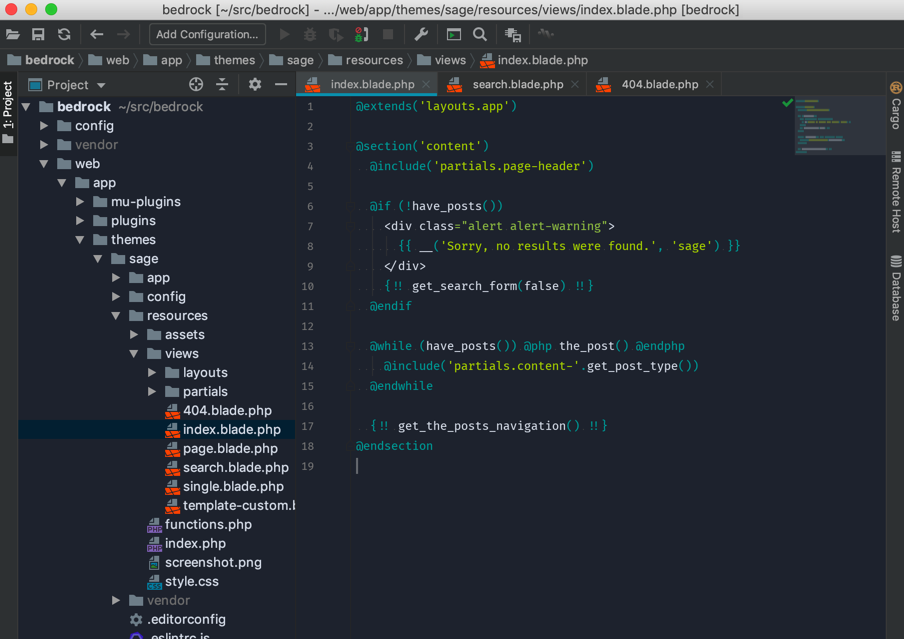 bedrock [~/src/bedrock] - .../web/app/themes/sage/resources/views/index.blade.php [bedrock]
Add Configuration...
bedrock web app themes sage resources views index.blade.php
1: Project
Project
index.blade.php
search.blade.php
404.blade.php
bedrock ~/src/bedrock
config
vendor
web
app
mu-plugins
plugins
themes
sage
app
config
resources
assets
views
layouts
partials
404.blade.php
index.blade.php
page.blade.php
search.blade.php
single.blade.php
template-custom.b
functions.php
index.php
screenshot.png
style.css
vendor
.editorconfig
.eslintrc.js
1 @extends('layouts.app')
2
3 @section('content')
4 @include('partials.page-header')
5
6 @if (!have_posts())
7 <div class="alert alert-warning">
8 {{ __('Sorry, no results were found.', 'sage') }}
9 </div>
10 {!! get_search_form(false) !!}
11 @endif
12
13 @while (have_posts()) @php the_post() @endphp
14 @include('partials.content-'.get_post_type())
15 @endwhile
16
17 {!! get_the_posts_navigation() !!}
18 @endsection
19
Cargo
Remote Host
Database